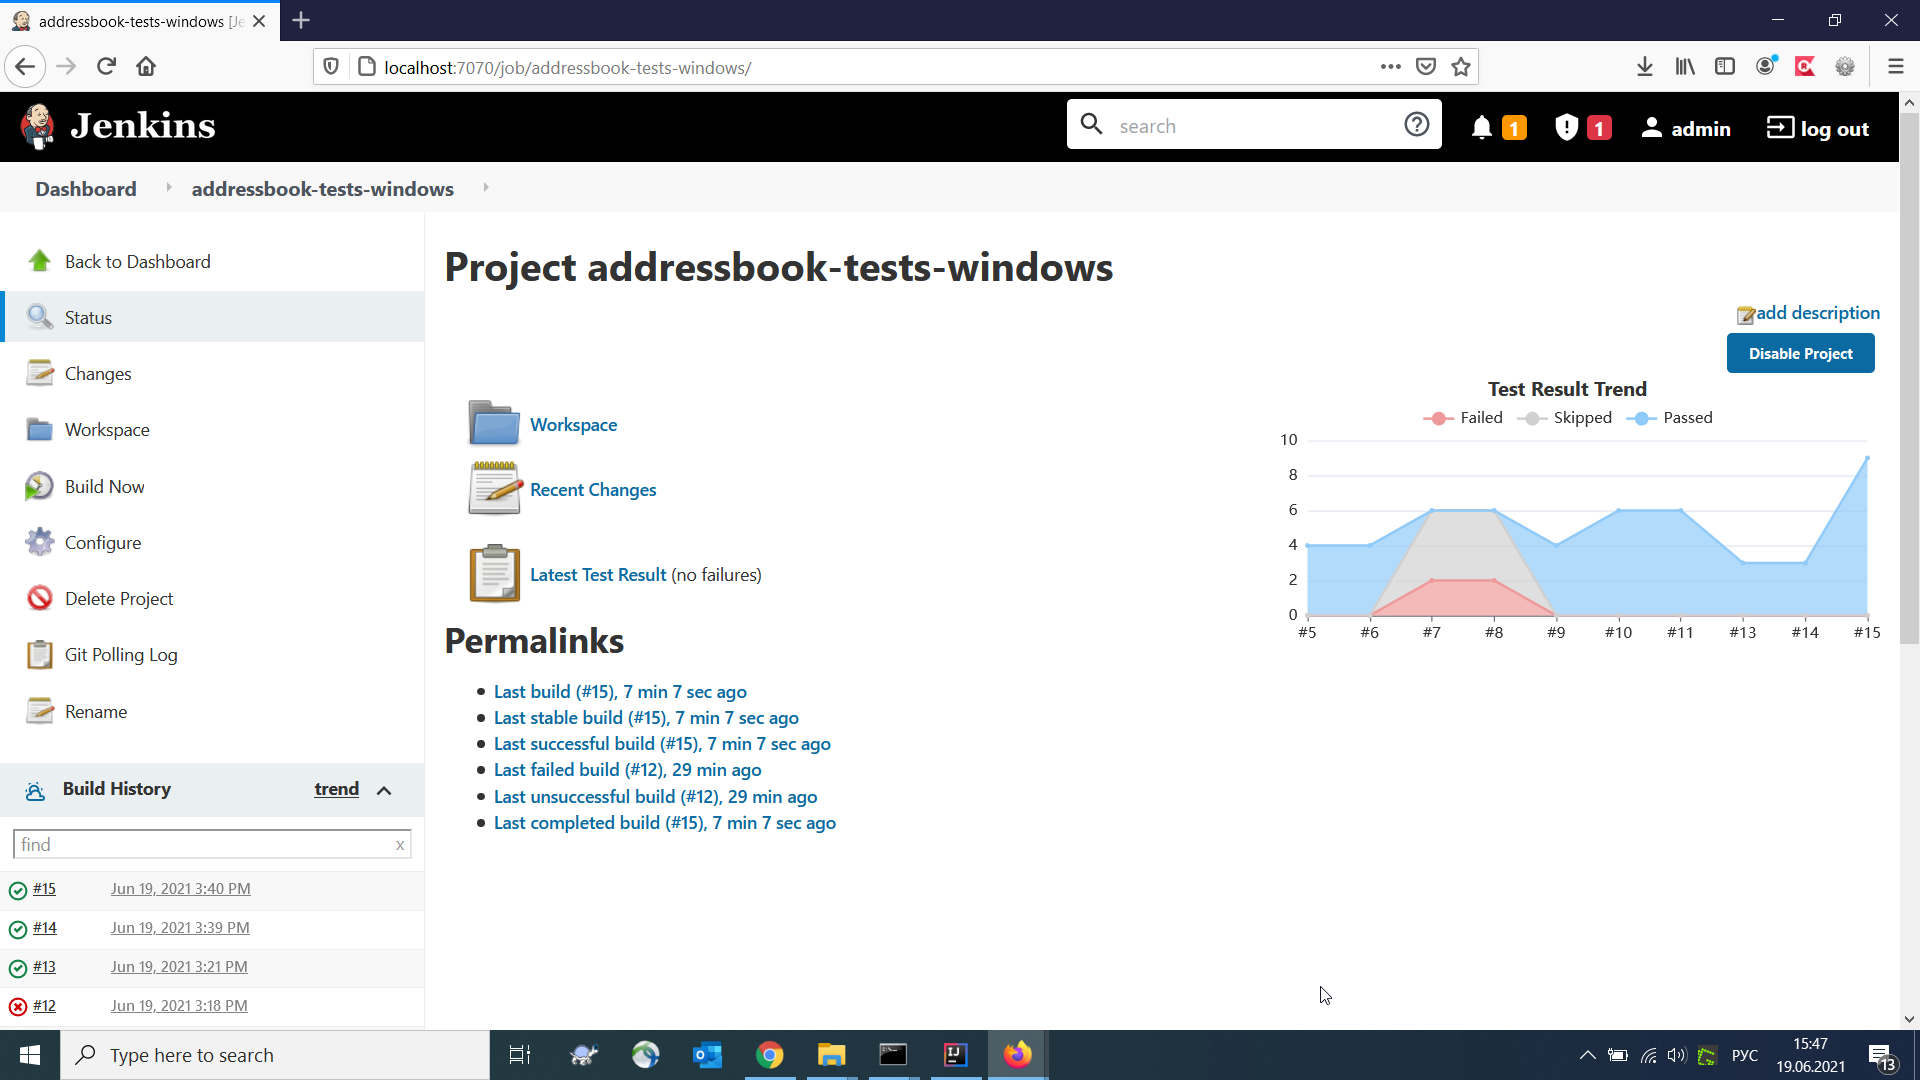 addressbook-tests-windows [Je
localhost:7070/job/addressbook-tests-windows/
Jenkins
search
1
1
admin
log out
Dashboard
addressbook-tests-windows
Back to Dashboard
Status
Changes
Workspace
Build Now
Configure
Delete Project
Git Polling Log
Rename
Build History
trend
find
x
#15 Jun 19, 2021 3:40 PM
#14 Jun 19, 2021 3:39 PM
#13 Jun 19, 2021 3:21 PM
#12 Jun 19, 2021 3:18 PM
Project addressbook-tests-windows
add description
Disable Project
Workspace
Recent Changes
Latest Test Result (no failures)
Test Result Trend
Failed Skipped Passed
10
8
6
4
2
0
#5 #6 #7 #8 #9 #10 #11 #13 #14 #15
Permalinks
Last build (#15), 7 min 7 sec ago
Last stable build (#15), 7 min 7 sec ago
Last successful build (#15), 7 min 7 sec ago
Last failed build (#12), 29 min ago
Last unsuccessful build (#12), 29 min ago
Last completed build (#15), 7 min 7 sec ago
Type here to search
IJ
РУС
15:47
19.06.2021
13